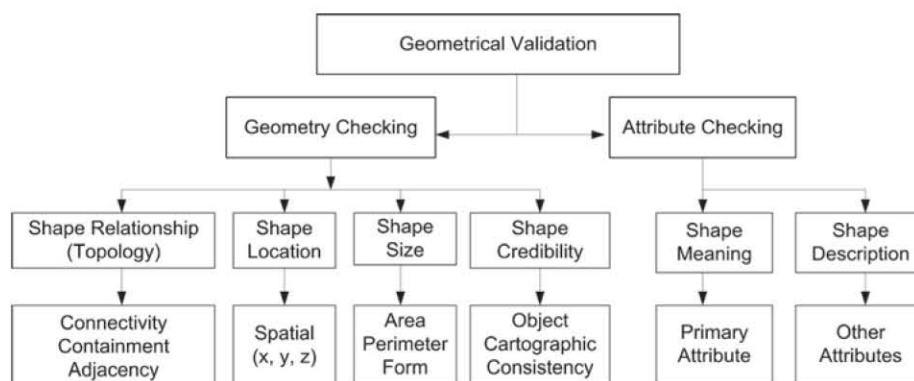 Geometrical Validation
Geometry Checking
Attribute Checking
Shape Relationship
(Topology)
Shape
Location
Shape
Size
Shape
Credibility
Shape
Meaning
Shape
Description
Connectivity
Containment
Adjacency
Spatial
(x, y, z)
Area
Perimeter
Form
Object
Cartographic
Consistency
Primary
Attribute
Other
Attributes